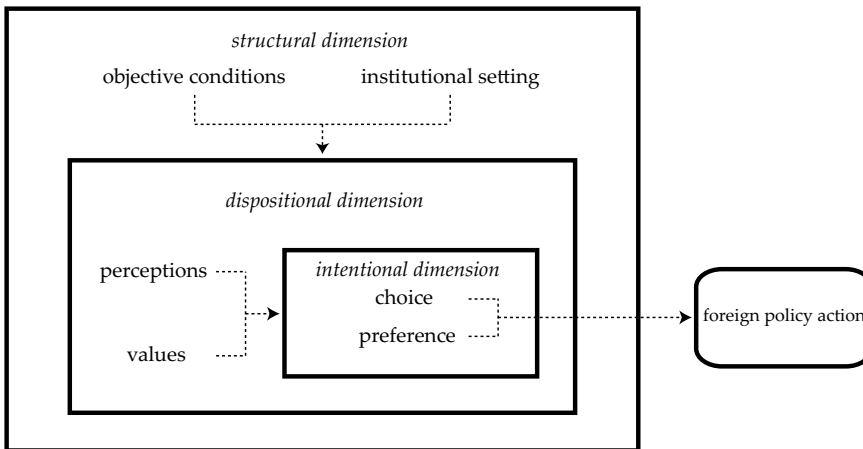 structural dimension
objective conditions
institutional setting
dispositional dimension
perceptions
values
intentional dimension
choice
preference
foreign policy action